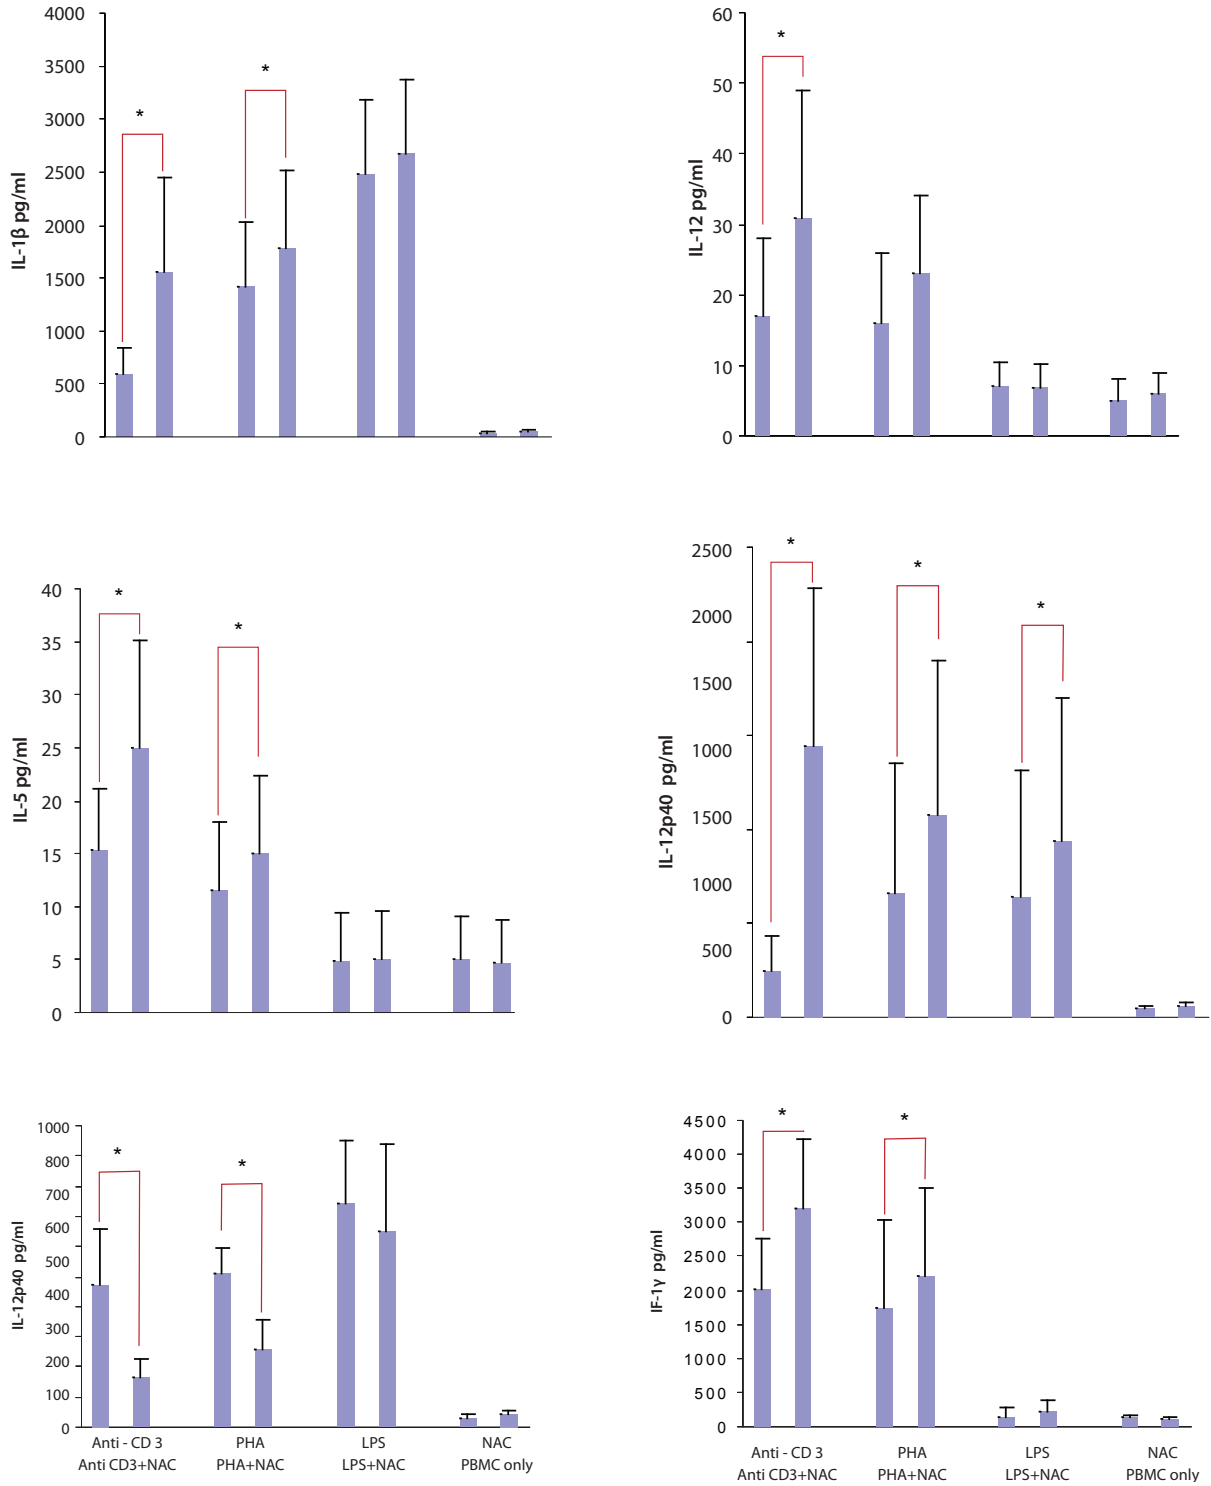 4000
3500
3000
2500
2000
1500
1000
500
0
IL-1β pg/ml
*
*
60
50
40
30
20
10
0
IL-12 pg/ml
*
40
35
30
25
20
15
10
5
0
IL-5 pg/ml
*
*
2500
2000
1500
1000
1500
1000
500
0
IL-12p40 pg/ml
*
*
*
1000
800
700
600
500
400
300
200
100
0
IL-12p40 pg/ml
*
*
Anti - CD 3
Anti CD3+NAC
PHA
PHA+NAC
LPS
LPS+NAC
NAC
PBMC only
4500
4000
3500
3000
2500
2000
1500
1000
500
0
IF-1γ pg/ml
*
*
Anti - CD 3
Anti CD3+NAC
PHA
PHA+NAC
LPS
LPS+NAC
NAC
PBMC only